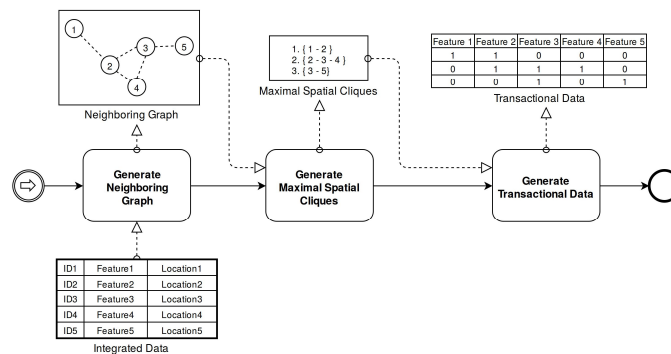 1
2
3
4
5
Neighboring Graph
1. { 1 - 2 }
2. { 2 - 3 - 4 }
3. { 3 - 5}
Maximal Spatial Cliques
Feature 1 Feature 2 Feature 3 Feature 4 Feature 5
1 1 0 0 0
0 1 1 1 0
0 0 1 0 1
Transactional Data
Generate
Neighboring
Graph
Generate
Maximal Spatial
Cliques
Generate
Transactional Data
ID1 Feature1 Location1
ID2 Feature2 Location2
ID3 Feature3 Location3
ID4 Feature4 Location4
ID5 Feature5 Location5
Integrated Data